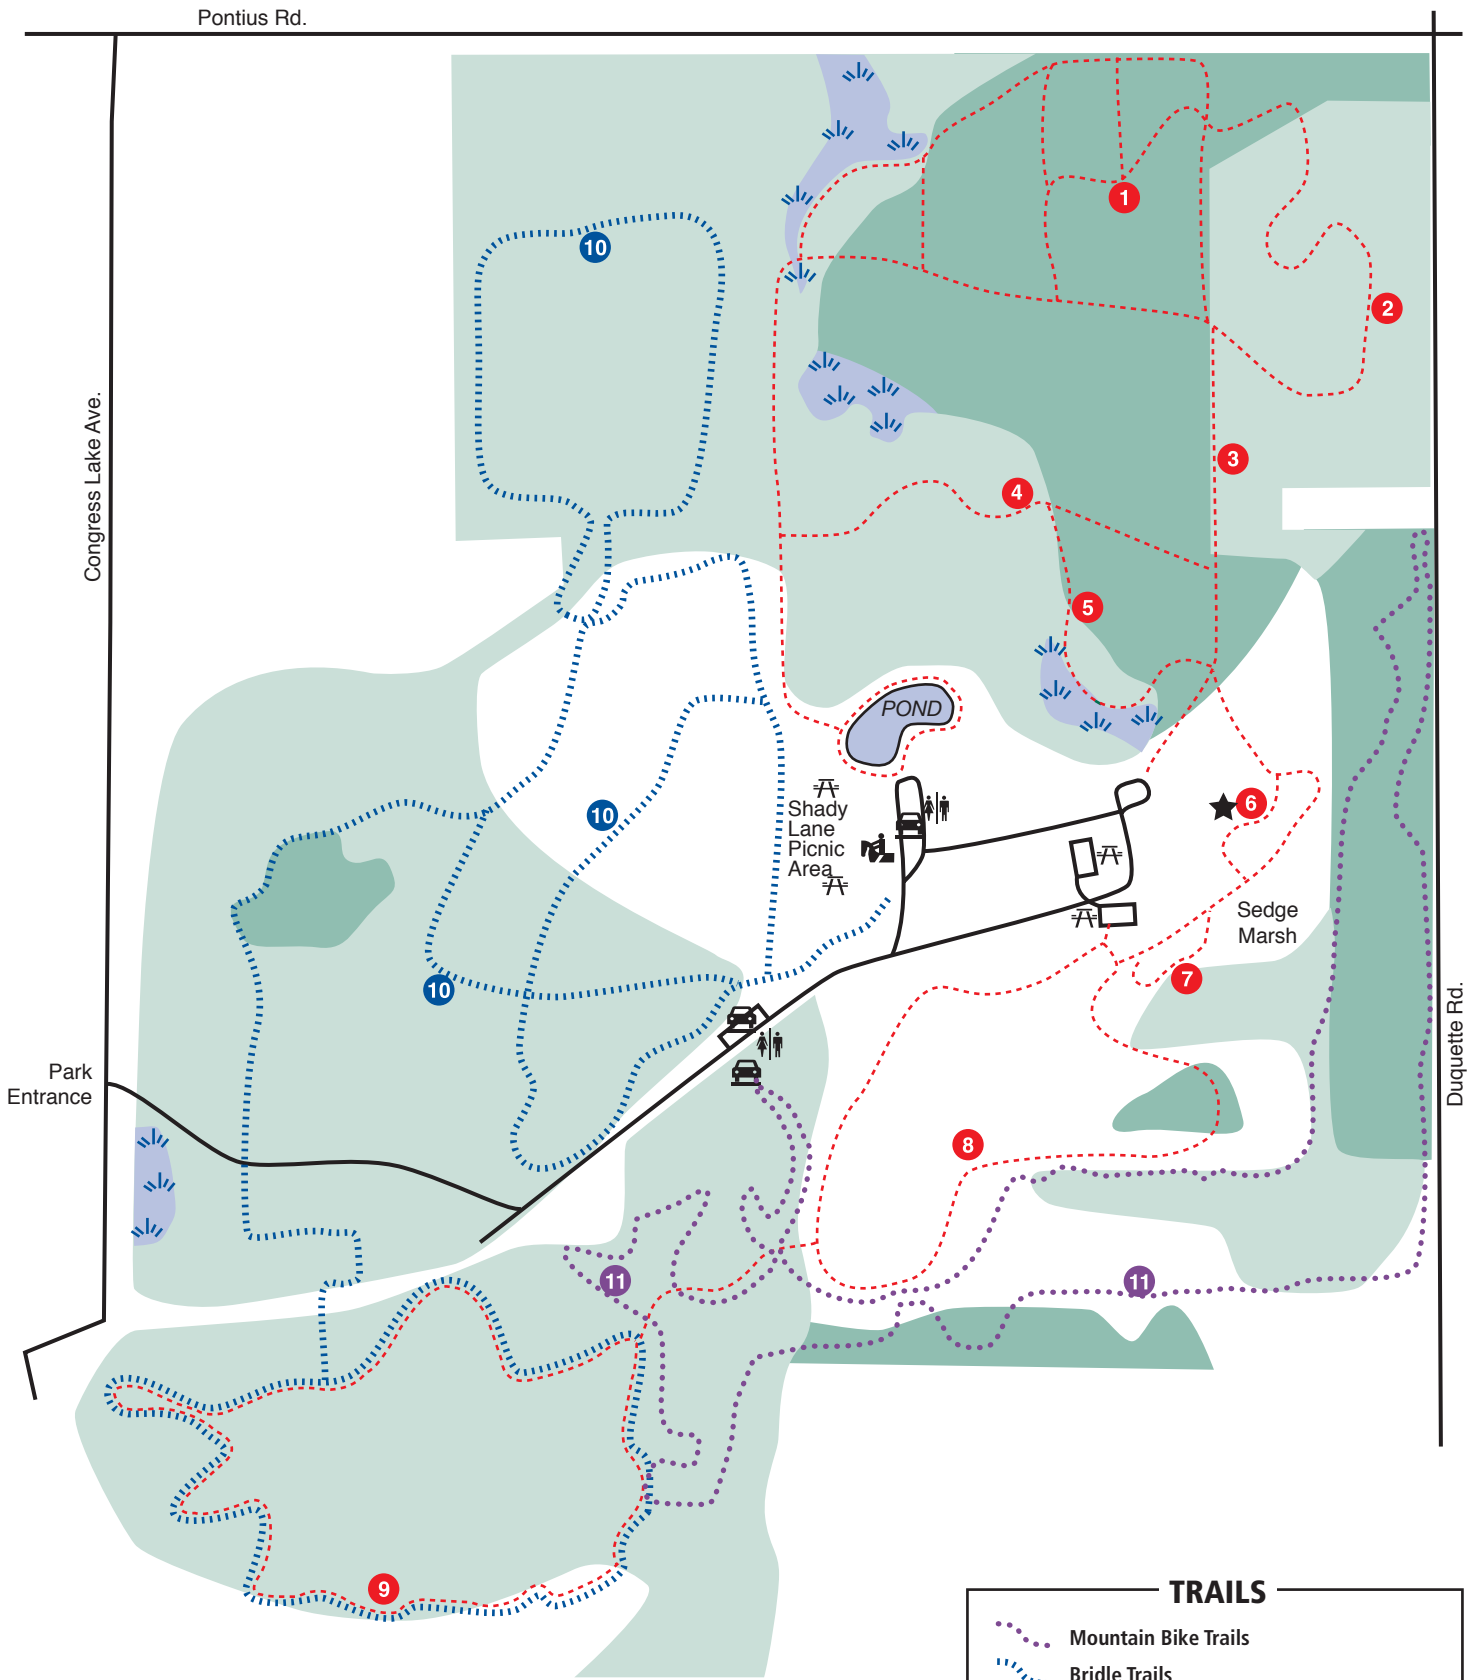 Pontius Rd.
1
10
2
Congress Lake Ave.
3
4
5
POND
Shady
Lane
Picnic
Area
10
6
Sedge
Marsh
7
10
Park
Entrance
Duquette Rd.
8
11
11
9
TRAILS
Mountain Bike Trails
Bridle Trails